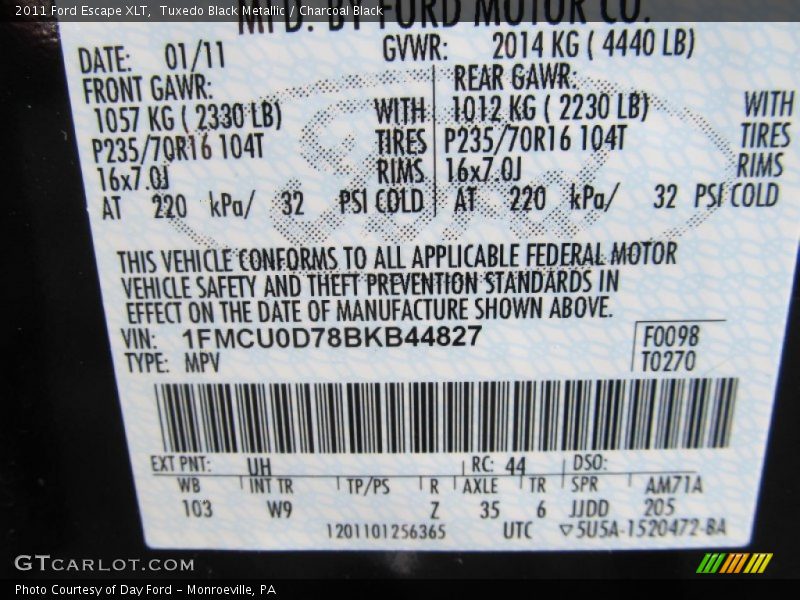 2011 Ford Escape XLT, Tuxedo Black Metallic / Charcoal Black
MFD. BY FORD MOTOR CO.
DATE: 01/11 GVWR: 2014 KG ( 4440 LB)
FRONT GAWR: REAR GAWR:
1057 KG ( 2330 LB) WITH 1012 KG ( 2230 LB) WITH
P235/70R16 104T TIRES P235/70R16 104T TIRES
16x7.0J RIMS 16x7.0J RIMS
AT 220 kPa/ 32 PSI COLD AT 220 kPa/ 32 PSI COLD
THIS VEHICLE CONFORMS TO ALL APPLICABLE FEDERAL MOTOR
VEHICLE SAFETY AND THEFT PREVENTION STANDARDS IN
EFFECT ON THE DATE OF MANUFACTURE SHOWN ABOVE.
VIN: 1FMCU0D78BKB44827 F0098
TYPE: MPV T0270
EXT PNT: UH RC: 44 DSO:
WB INT TR TP/PS R AXLE TR SPR AM71A
103 W9 Z 35 6 JJDD 205
1201101256365 UTC ▽5U5A-1520472-BA
GTCARLOT.COM
Photo Courtesy of Day Ford - Monroeville, PA